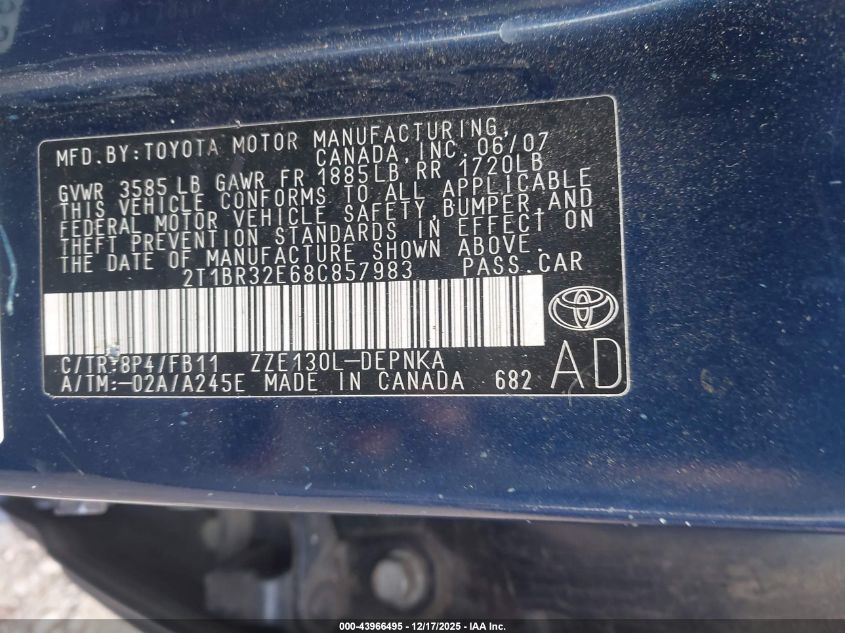 MFD.BY:TOYOTA MOTOR MANUFACTURING,
CANADA, INC. 06/07
GVWR 3585 LB GAWR FR 1885LB RR 1720LB
THIS VEHICLE CONFORMS TO ALL APPLICABLE
FEDERAL MOTOR VEHICLE SAFETY, BUMPER, AND
THEFT PREVENTION STANDARDS IN EFFECT ON
THE DATE OF MANUFACTURE SHOWN ABOVE.
2T1BR32E68C857983 PASS.CAR
C/TR:8P4/FB11 ZZE130L-DEPNKA
A/TM:-02A/A245E MADE IN CANADA 682
AD
000-43966495 - 12/17/2025 - IAA Inc.